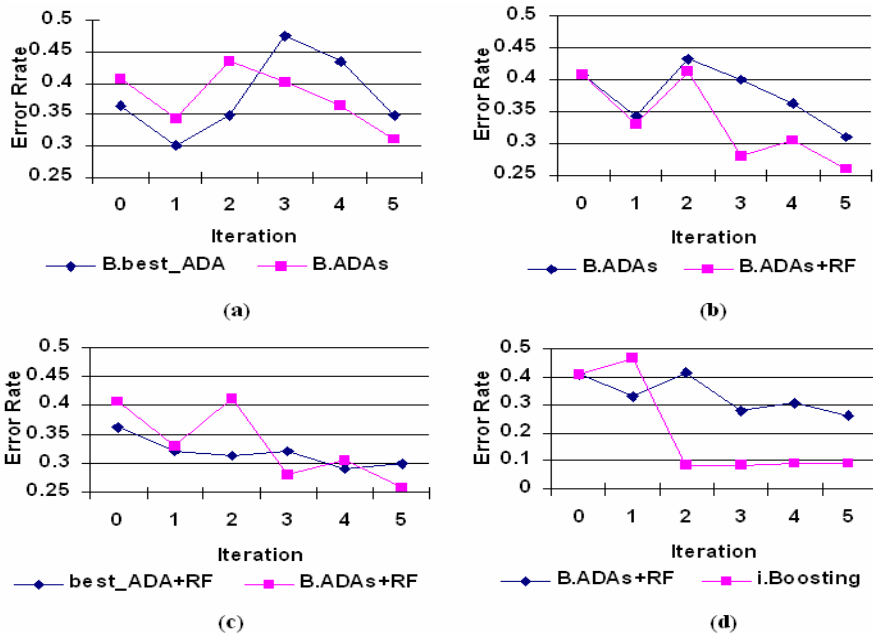 0.5
0.45
0.4
0.35
0.3
0.25
Error Rrate
0 1 2 3 4 5
Iteration
B.best_ADA B.ADAs
(a)
0.5
0.45
0.4
0.35
0.3
0.25
Error Rate
0 1 2 3 4 5
Iteration
B.ADAs B.ADAs+RF
(b)
0.5
0.45
0.4
0.35
0.3
0.25
Error Rate
0 1 2 3 4 5
Iteration
best_ADA+RF B.ADAs+RF
(c)
0.5
0.4
0.3
0.2
0.1
0
Error Rate
0 1 2 3 4 5
Iteration
B.ADAs+RF i.Boosting
(d)